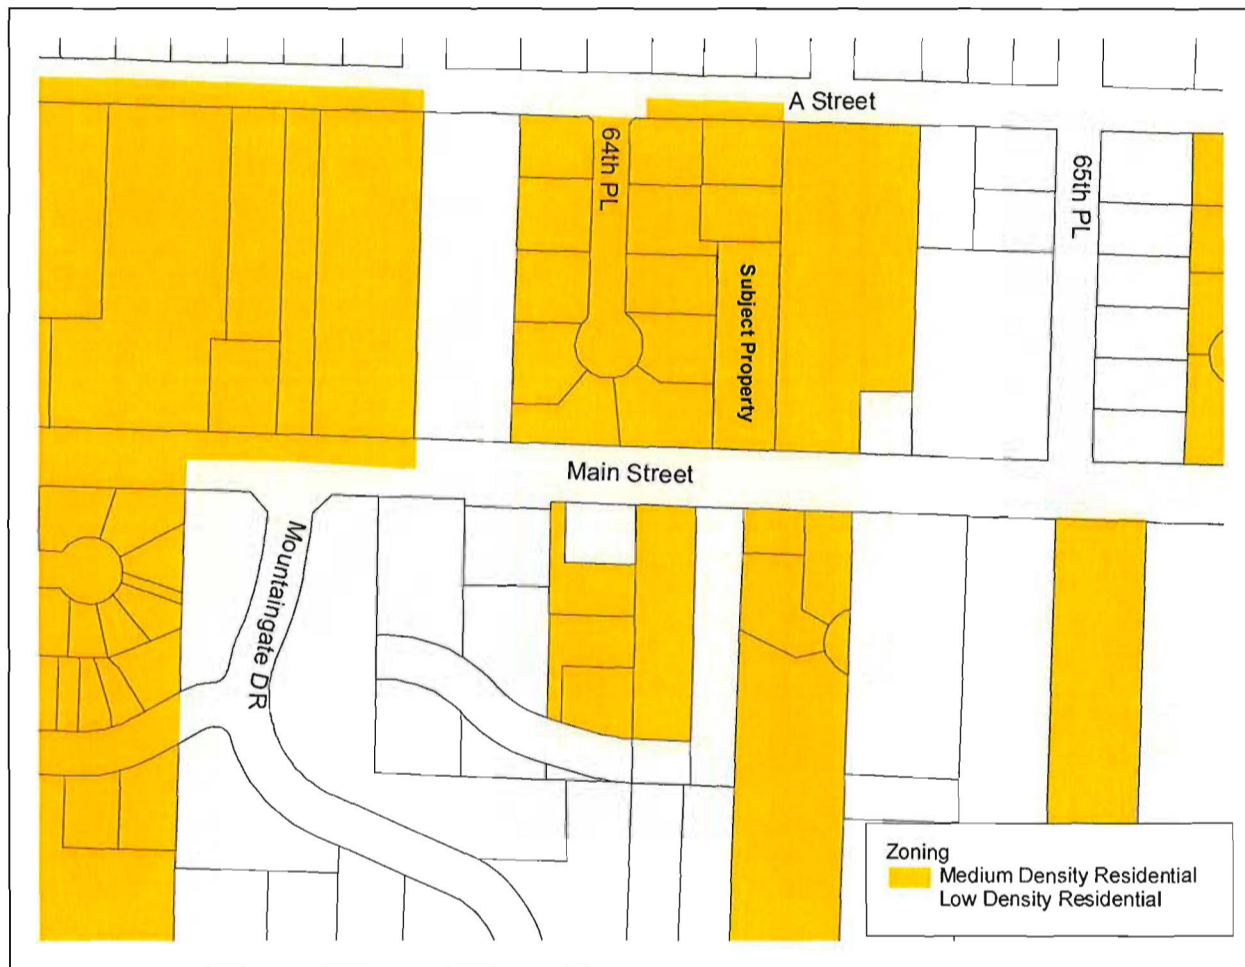 A Street
64th PL
65th PL
Subject Property
Main Street
Mountaingate DR
Zoning
Medium Density Residential
Low Density Residential